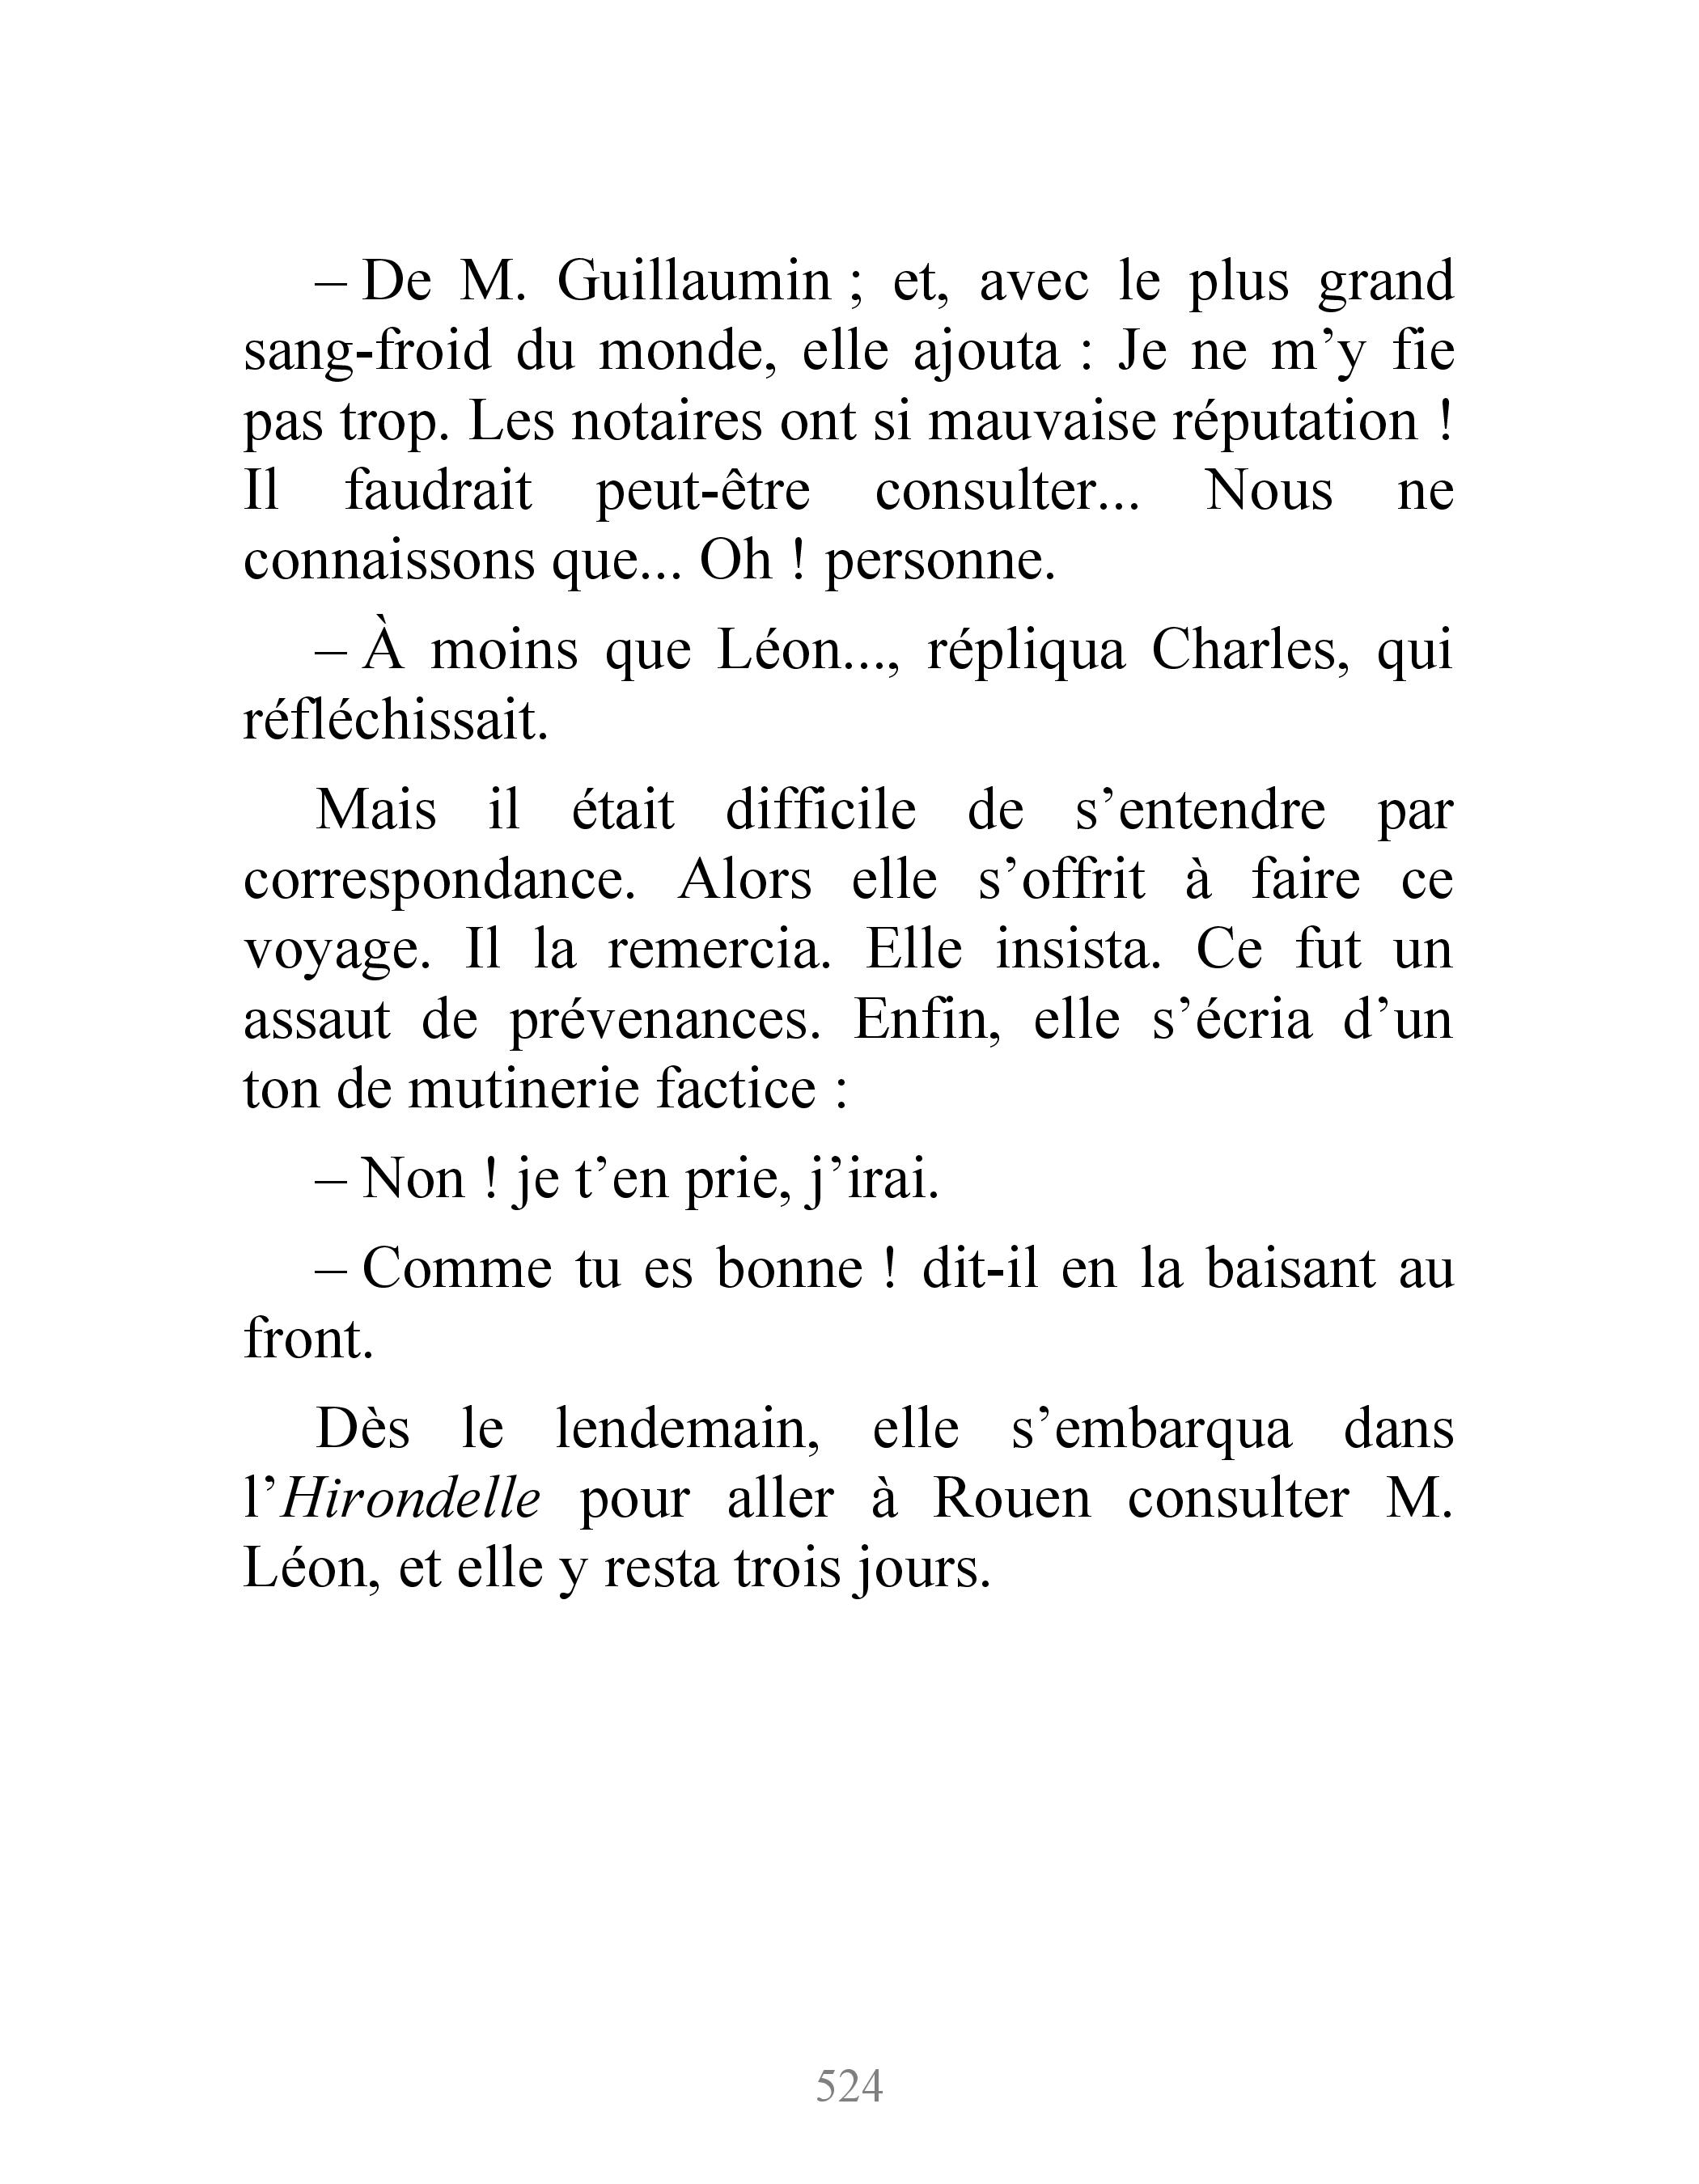 – De M. Guillaumin ; et, avec le plus grand
sang-froid du monde, elle ajouta : Je ne m’y fie
pas trop. Les notaires ont si mauvaise réputation !
Il faudrait peut-être consulter... Nous ne
connaissons que... Oh ! personne.
– À moins que Léon..., répliqua Charles, qui
réfléchissait.
Mais il était difficile de s’entendre par
correspondance. Alors elle s’offrit à faire ce
voyage. Il la remercia. Elle insista. Ce fut un
assaut de prévenances. Enfin, elle s’écria d’un
ton de mutinerie factice :
– Non ! je t’en prie, j’irai.
– Comme tu es bonne ! dit-il en la baisant au
front.
Dès le lendemain, elle s’embarqua dans
l’Hirondelle pour aller à Rouen consulter M.
Léon, et elle y resta trois jours.
524